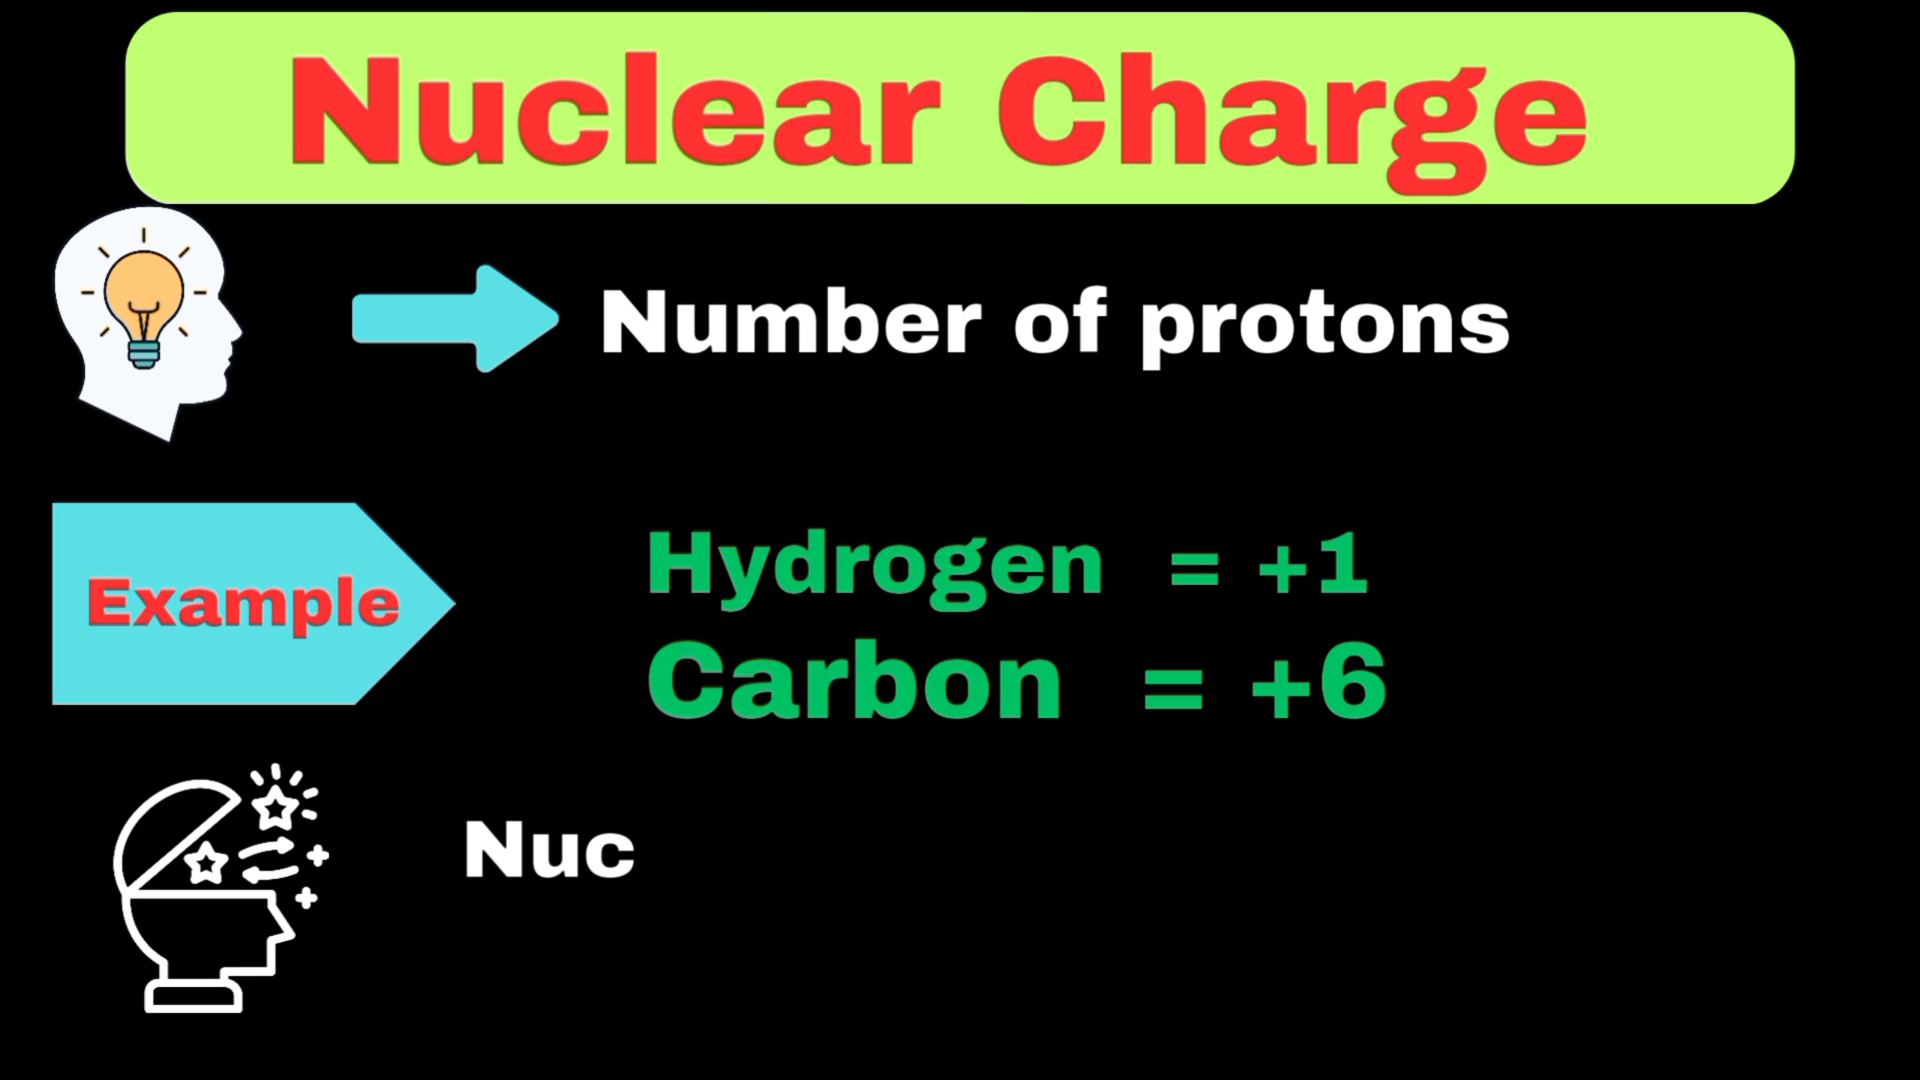 Nuclear Charge
Number of protons
Example
Hydrogen = +1
Carbon = +6
Nuc